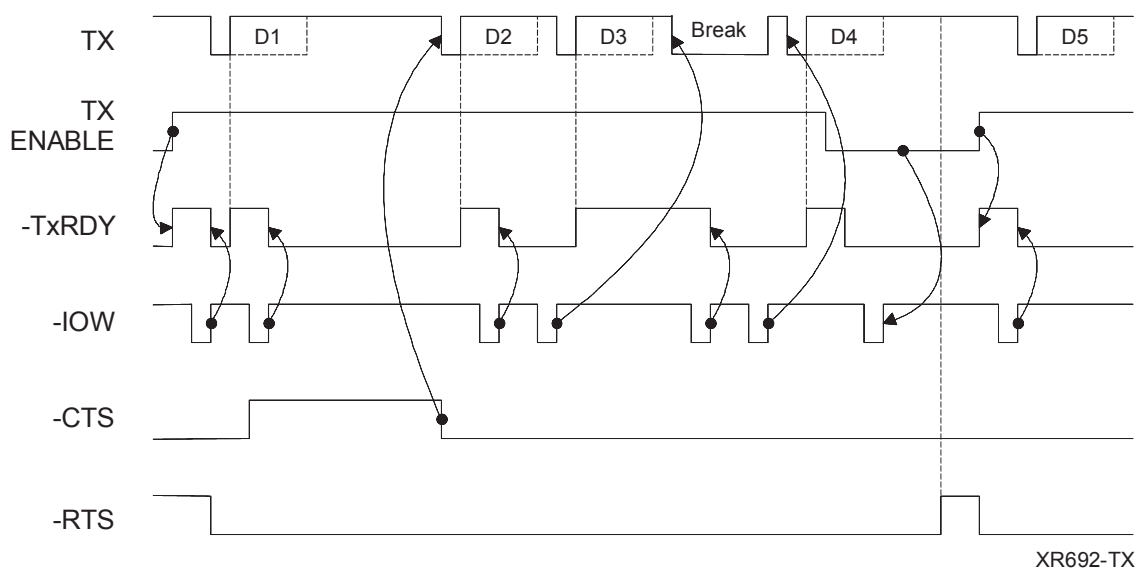 TX D1 D2 D3 Break D4 D5
TX
ENABLE
-TxRDY
-IOW
-CTS
-RTS
XR692-TX